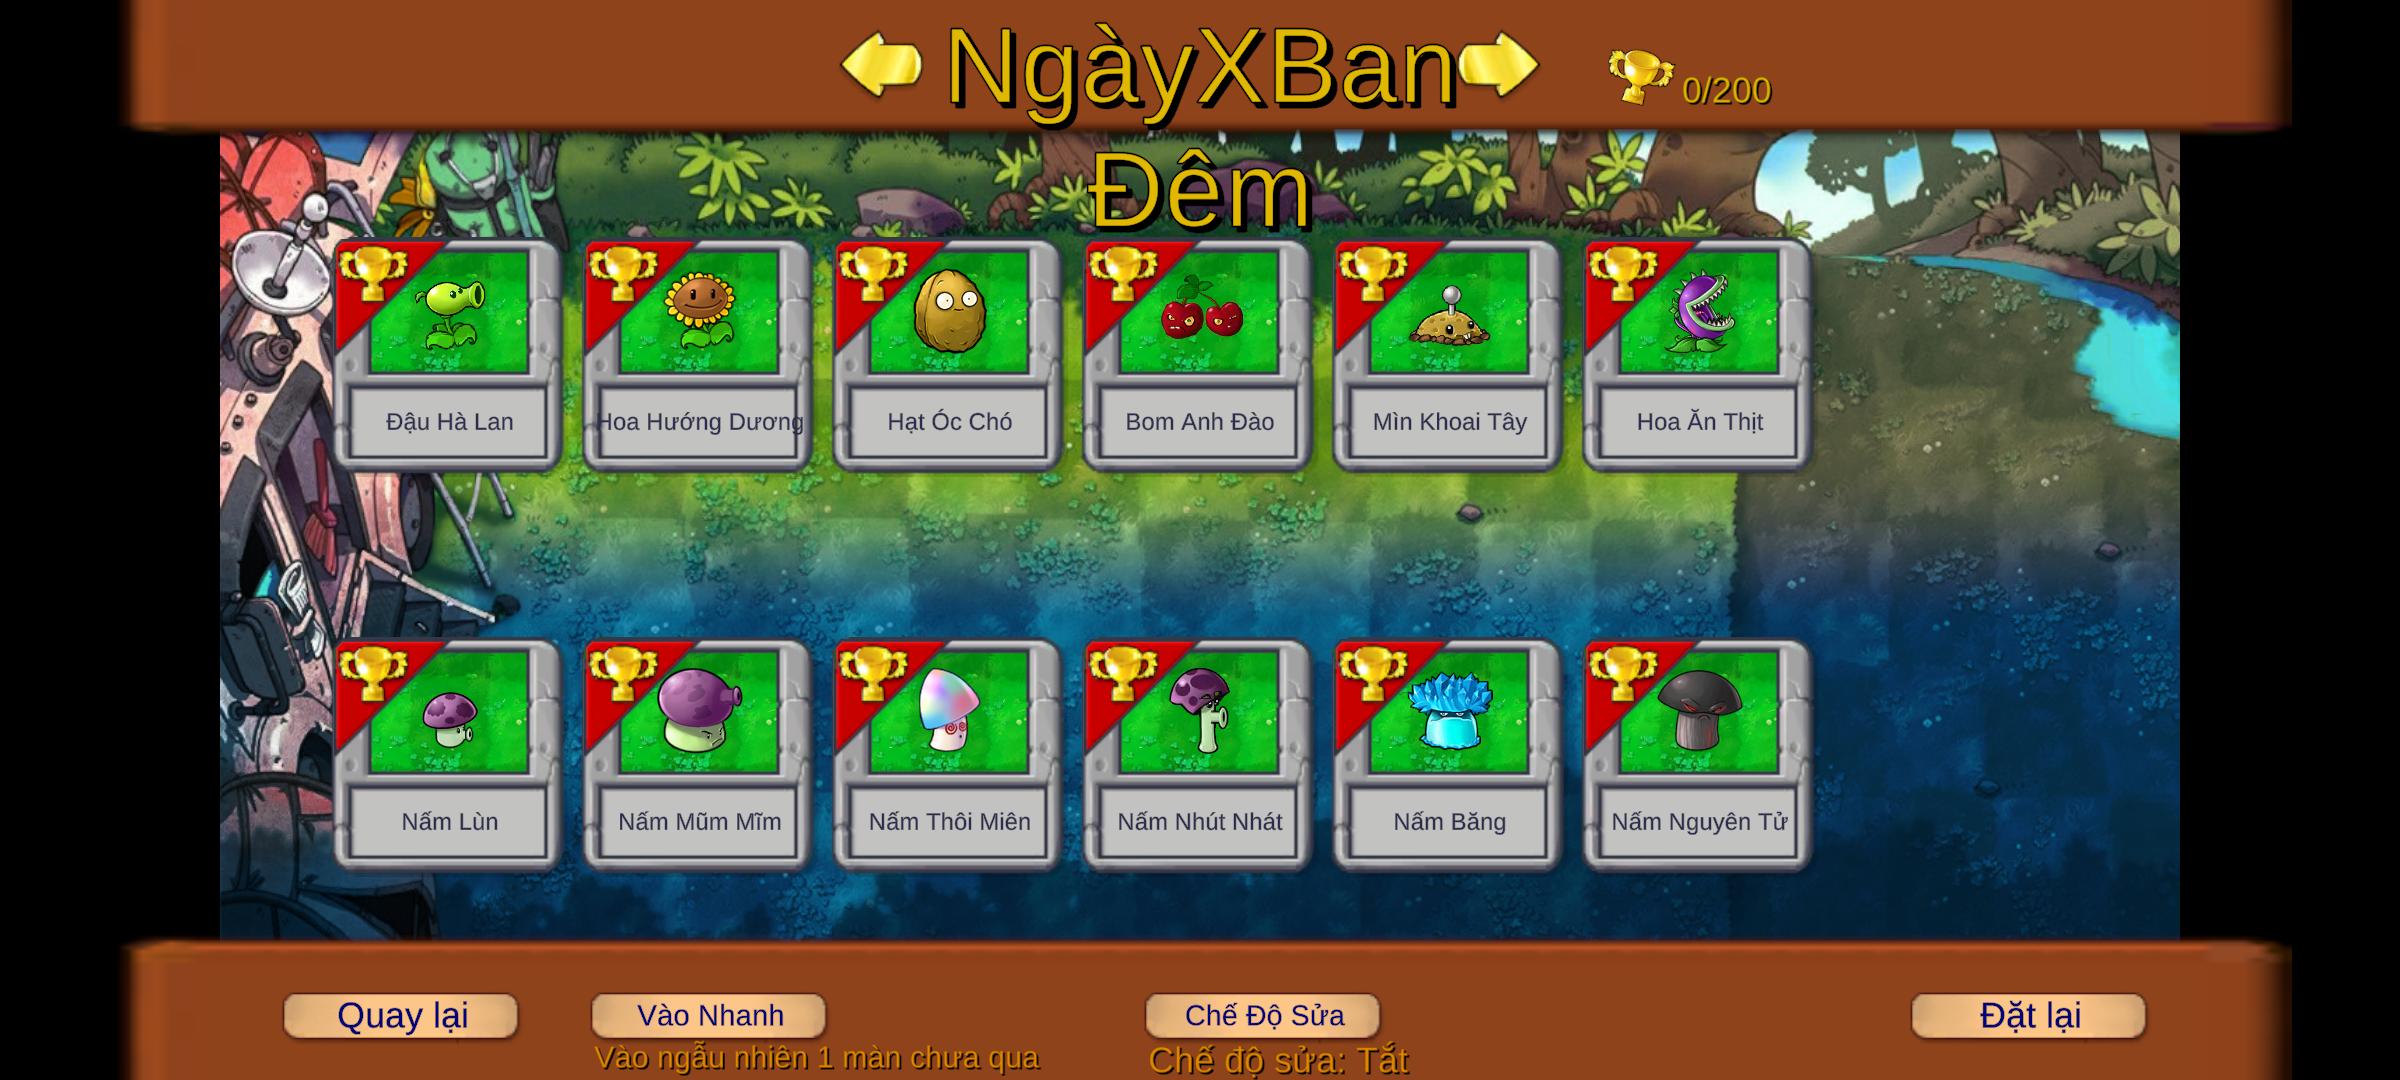 NgàyXBan
Đêm
0/200
Đậu Hà Lan
Hoa Hướng Dương
Hạt Óc Chó
Bom Anh Đào
Mìn Khoai Tây
Hoa Ăn Thịt
Nấm Lùn
Nấm Mũm Mĩm
Nấm Thôi Miên
Nấm Nhút Nhát
Nấm Băng
Nấm Nguyên Tử
Quay lại
Vào Nhanh
Chế Độ Sửa
Đặt lại
Vào ngẫu nhiên 1 màn chưa qua
Chế độ sửa: Tắt